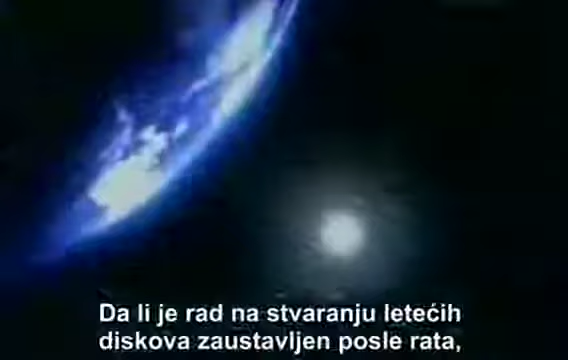 Da li je rad na stvaranju letećih
diskova zaustavljen posle rata,